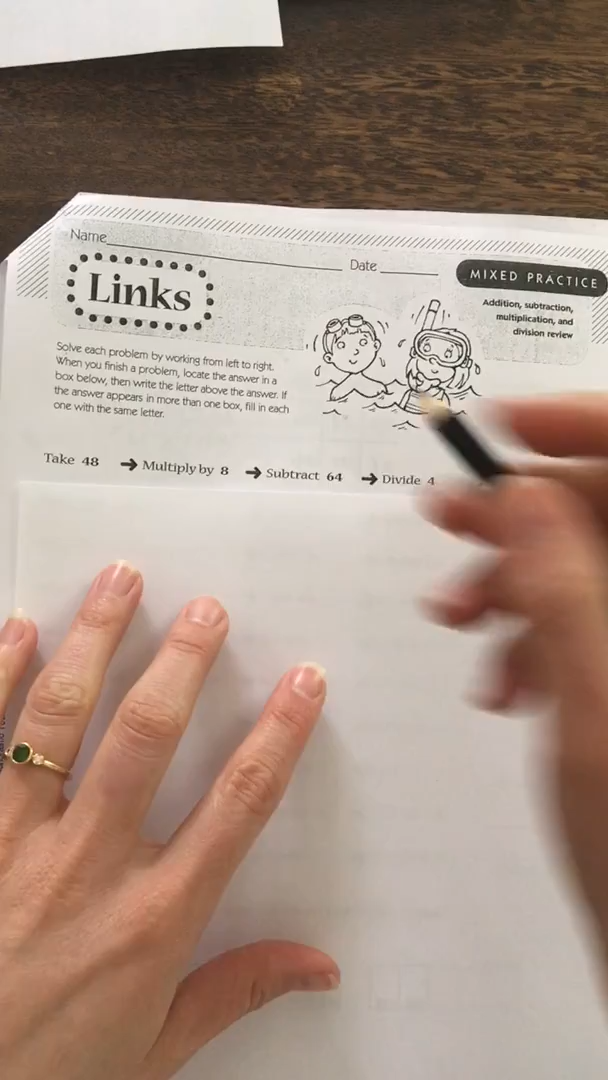 Name
Date
MIXED PRACTICE
Links
Addition, subtraction,
multiplication, and
division review
Solve each problem by working from left to right.
When you finish a problem, locate the answer in a
box below, then write the letter above the answer. If
the answer appears in more than one box, fill in each
one with the same letter.
Take 48 → Multiply by 8 → Subtract 64 → Divide 4